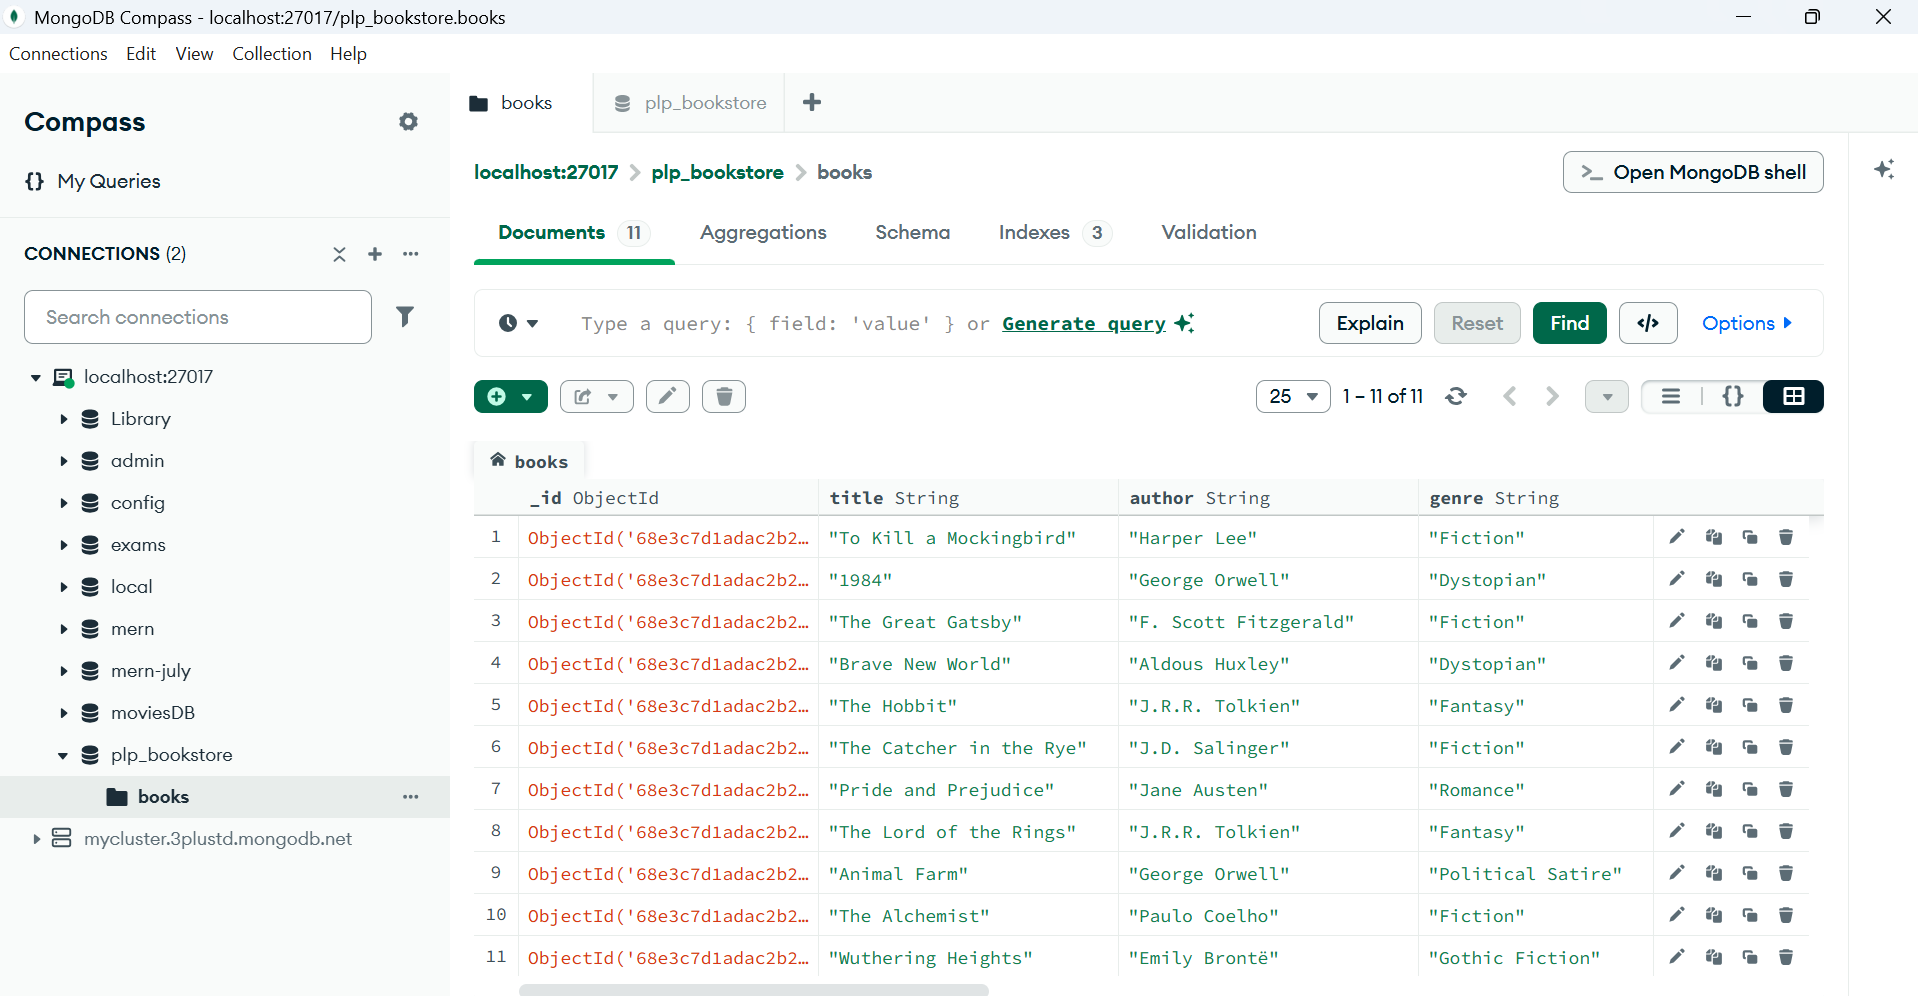 MongoDB Compass - localhost:27017/plp_bookstore.books
Connections Edit View Collection Help
Compass
My Queries
CONNECTIONS (2)
Search connections
localhost:27017
Library
admin
config
exams
local
mern
mern-july
moviesDB
plp_bookstore
books
mycluster.3plustd.mongodb.net
books plp_bookstore
localhost:27017 plp_bookstore books
>_ Open MongoDB shell
Documents 11 Aggregations Schema Indexes 3 Validation
Type a query: { field: 'value' } or Generate query
Explain Reset Find </> Options
25 1 – 11 of 11 {}
books
_id ObjectId title String author String genre String
1 ObjectId('68e3c7d1adac2b2… "To Kill a Mockingbird" "Harper Lee" "Fiction"
2 ObjectId('68e3c7d1adac2b2… "1984" "George Orwell" "Dystopian"
3 ObjectId('68e3c7d1adac2b2… "The Great Gatsby" "F. Scott Fitzgerald" "Fiction"
4 ObjectId('68e3c7d1adac2b2… "Brave New World" "Aldous Huxley" "Dystopian"
5 ObjectId('68e3c7d1adac2b2… "The Hobbit" "J.R.R. Tolkien" "Fantasy"
6 ObjectId('68e3c7d1adac2b2… "The Catcher in the Rye" "J.D. Salinger" "Fiction"
7 ObjectId('68e3c7d1adac2b2… "Pride and Prejudice" "Jane Austen" "Romance"
8 ObjectId('68e3c7d1adac2b2… "The Lord of the Rings" "J.R.R. Tolkien" "Fantasy"
9 ObjectId('68e3c7d1adac2b2… "Animal Farm" "George Orwell" "Political Satire"
10 ObjectId('68e3c7d1adac2b2… "The Alchemist" "Paulo Coelho" "Fiction"
11 ObjectId('68e3c7d1adac2b2… "Wuthering Heights" "Emily Brontë" "Gothic Fiction"